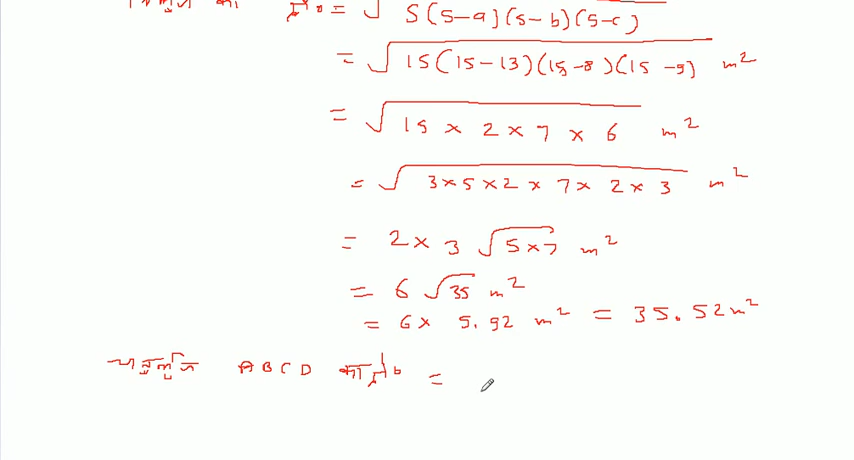 का = √S(S-a)(s-b)(s-c)
= √15(15-13)(15-8)(15-9) m²
= √15 × 2 × 7 × 6 m²
= √3×5×2×7×2×3 m²
= 2×3 √5×7 m²
= 6 √35 m²
= 6× 5.92 m² = 35.52m²
चतुर्भुज ABCD का =